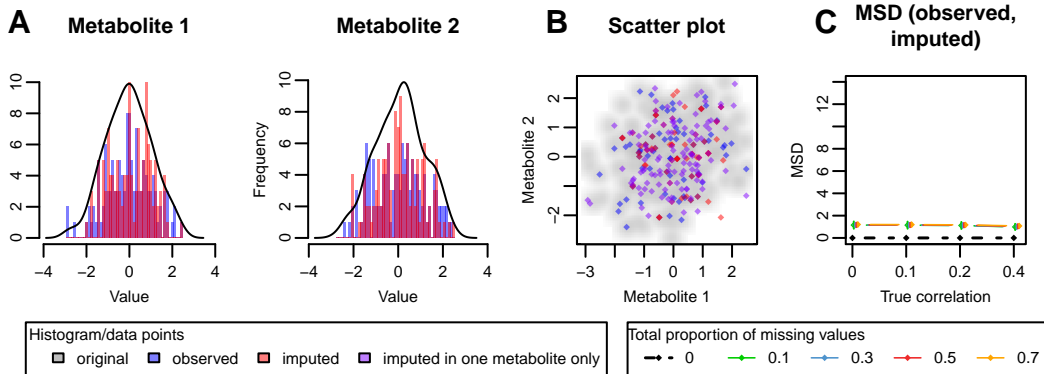 A
Metabolite 1
Metabolite 2
B
Scatter plot
C
MSD (observed,
imputed)
0
2
4
6
8
10
−4
−2
0
2
4
Value
Frequency
0
2
4
6
8
10
−4
−2
0
2
4
Value
Metabolite 2
−2
0
1
2
−3
−1
0
1
2
Metabolite 1
MSD
0
2
4
8
12
0
0.1
0.2
0.4
True correlation
Histogram/data points
original observed imputed imputed in one metabolite only
Total proportion of missing values
0 0.1 0.3 0.5 0.7